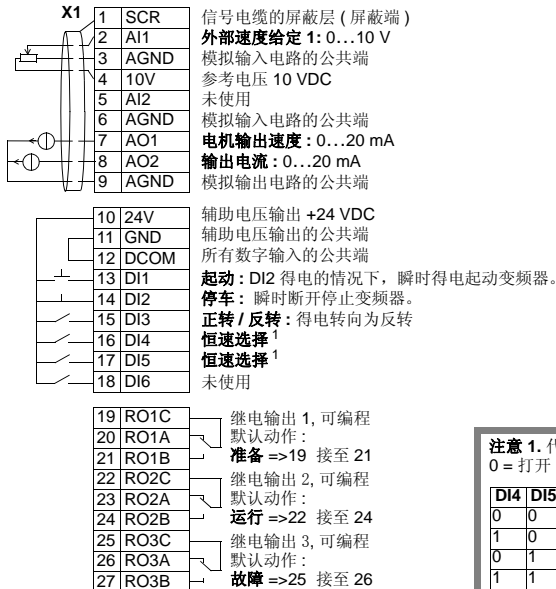 X1
1 SCR 信号电缆的屏蔽层 ( 屏蔽端 )
2 AI1 外部速度给定 1: 0…10 V
3 AGND 模拟输入电路的公共端
4 10V 参考电压 10 VDC
5 AI2 未使用
6 AGND 模拟输入电路的公共端
7 AO1 电机输出速度 : 0…20 mA
8 AO2 输出电流 : 0…20 mA
9 AGND 模拟输出电路的公共端
10 24V 辅助电压输出 +24 VDC
11 GND 辅助电压输出的公共端
12 DCOM 所有数字输入的公共端
13 DI1 起动 : DI2 得电的情况下，瞬时得电起动变频器。
14 DI2 停车 : 瞬时断开停止变频器。
15 DI3 正转 / 反转 : 得电转向为反转
16 DI4 恒速选择 1
17 DI5 恒速选择 1
18 DI6 未使用
19 RO1C 继电输出 1, 可编程
20 RO1A 默认动作 :
21 RO1B 准备 =>19 接至 21
22 RO2C 继电输出 2, 可编程
23 RO2A 默认动作 :
24 RO2B 运行 =>22 接至 24
25 RO3C 继电输出 3, 可编程
26 RO3A 默认动作 :
27 RO3B 故障 =>25 接至 26
注意 1.
0 = 打开
DI4 DI5
0 0
1 0
0 1
1 1